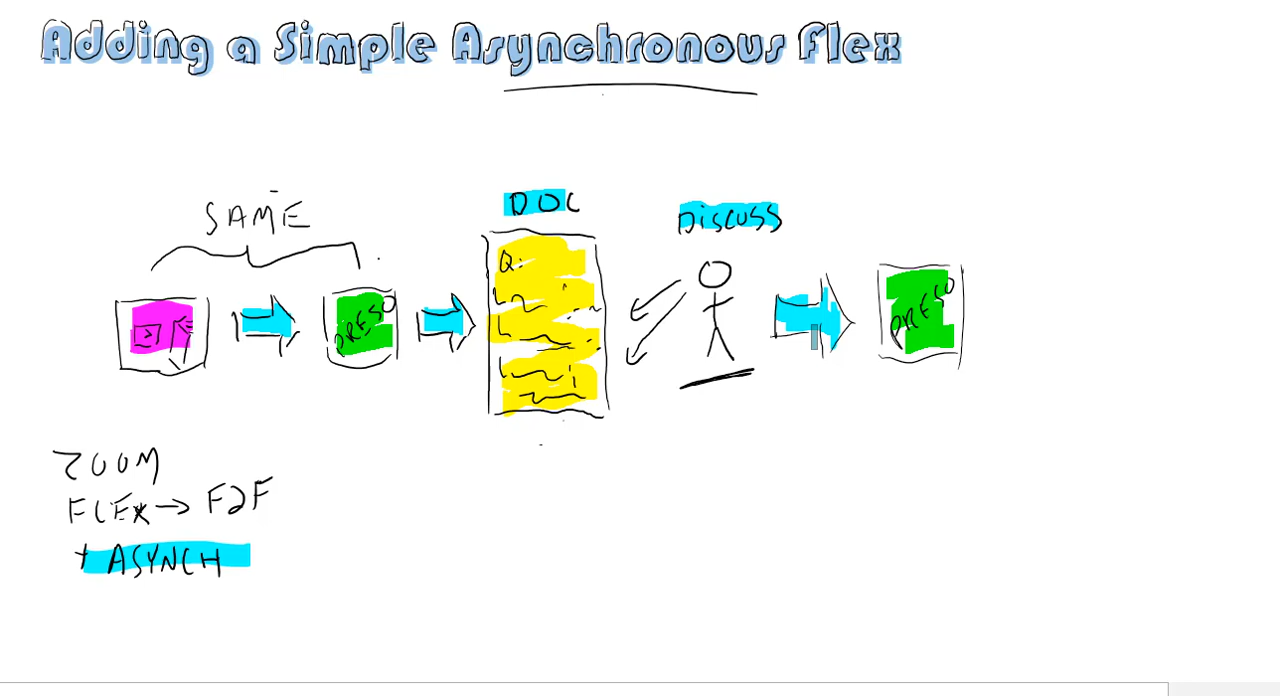 Adding a Simple Asynchronous Flex
SAME
DOC
DISCUSS
Q:
PRESO
PRESO
ZOOM
FLEX → F2F
+ ASYNCH